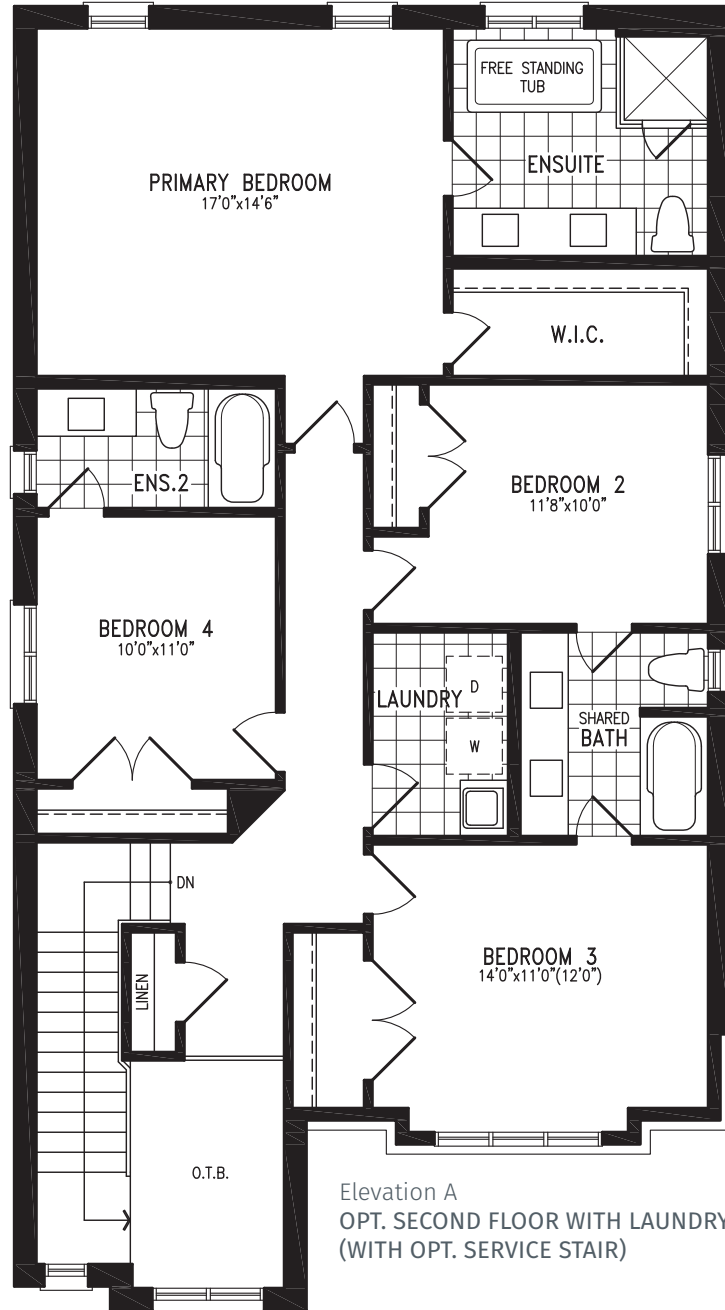 FREE STANDING
TUB
PRIMARY BEDROOM
17'0"x14'6"
ENSUITE
W.I.C.
ENS.2
BEDROOM 2
11'8"x10'0"
BEDROOM 4
10'0"x11'0"
LAUNDRY
D
W
SHARED
BATH
DN
LINEN
BEDROOM 3
14'0"x11'0"(12'0")
O.T.B.
Elevation A
OPT. SECOND FLOOR WITH LAUNDRY
(WITH OPT. SERVICE STAIR)